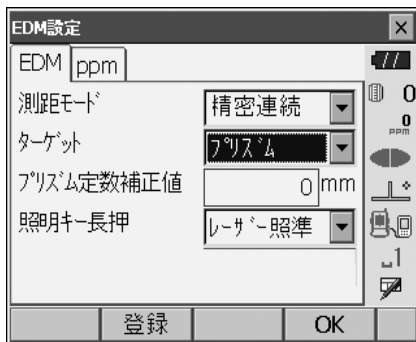 EDM設定
EDM ppm
測距モード 精密連続
ターゲット プリズム
プリズム定数補正値 0 mm
照明キー長押 レーザー照準
0
0
ppm
1
登録 OK